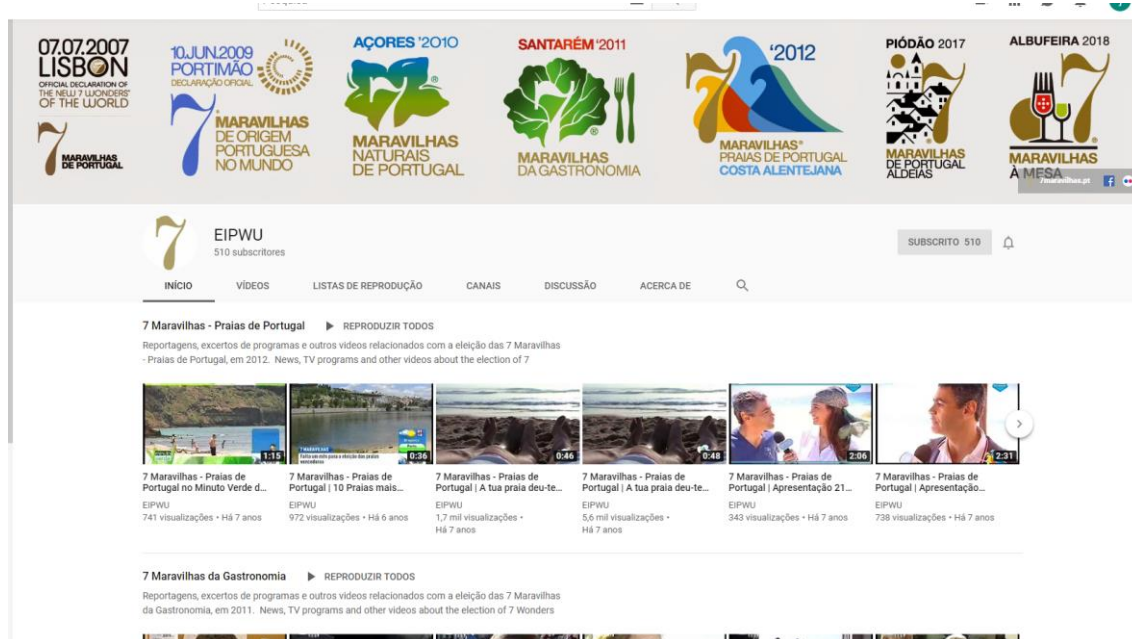 07.07.2007
LISBON
OFFICIAL DECLARATION OF
THE NEW 7 WONDERS®
OF THE WORLD
7
MARAVILHAS
DE PORTUGAL
10.JUN.2009
PORTIMÃO
DECLARAÇÃO OFICIAL
7
MARAVILHAS
DE ORIGEM
PORTUGUESA
NO MUNDO
AÇORES '2010
7
MARAVILHAS
NATURAIS
DE PORTUGAL
SANTARÉM '2011
7
MARAVILHAS
DA GASTRONOMIA
'2012
7
MARAVILHAS®
PRAIAS DE PORTUGAL
COSTA ALENTEJANA
PIÓDÃO 2017
7
MARAVILHAS
DE PORTUGAL
ALDEIAS
ALBUFEIRA 2018
7
MARAVILHAS
À MESA
7maravilhas.pt
7
EIPWU
510 subscritores
SUBSCRITO 510
INÍCIO VÍDEOS LISTAS DE REPRODUÇÃO CANAIS DISCUSSÃO ACERCA DE
7 Maravilhas - Praias de Portugal REPRODUZIR TODOS
Reportagens, excertos de programas e outros videos relacionados com a eleição das 7 Maravilhas
- Praias de Portugal, em 2012. News, TV programs and other videos about the election of 7
1:15
0:36
0:46
0:48
2:06
2:31
7 Maravilhas - Praias de
Portugal no Minuto Verde d...
EIPWU
741 visualizações • Há 7 anos
7 Maravilhas - Praias de
Portugal | 10 Praias mais...
EIPWU
972 visualizações • Há 6 anos
7 Maravilhas - Praias de
Portugal | A tua praia deu-te...
EIPWU
1,7 mil visualizações •
Há 7 anos
7 Maravilhas - Praias de
Portugal | A tua praia deu-te...
EIPWU
5,6 mil visualizações •
Há 7 anos
7 Maravilhas - Praias de
Portugal | Apresentação 21...
EIPWU
343 visualizações • Há 7 anos
7 Maravilhas - Praias de
Portugal | Apresentação...
EIPWU
738 visualizações • Há 7 anos
7 Maravilhas da Gastronomia REPRODUZIR TODOS
Reportagens, excertos de programas e outros videos relacionados com a eleição das 7 Maravilhas
da Gastronomia, em 2011. News, TV programs and other videos about the election of 7 Wonders